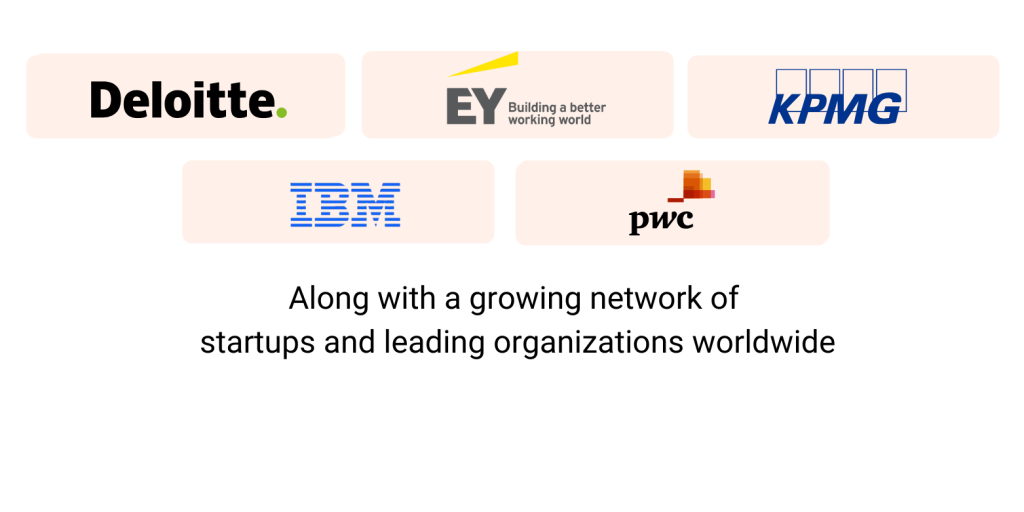 Deloitte.
EY Building a better
working world
KPMG
IBM
pwc
Along with a growing network of
startups and leading organizations worldwide